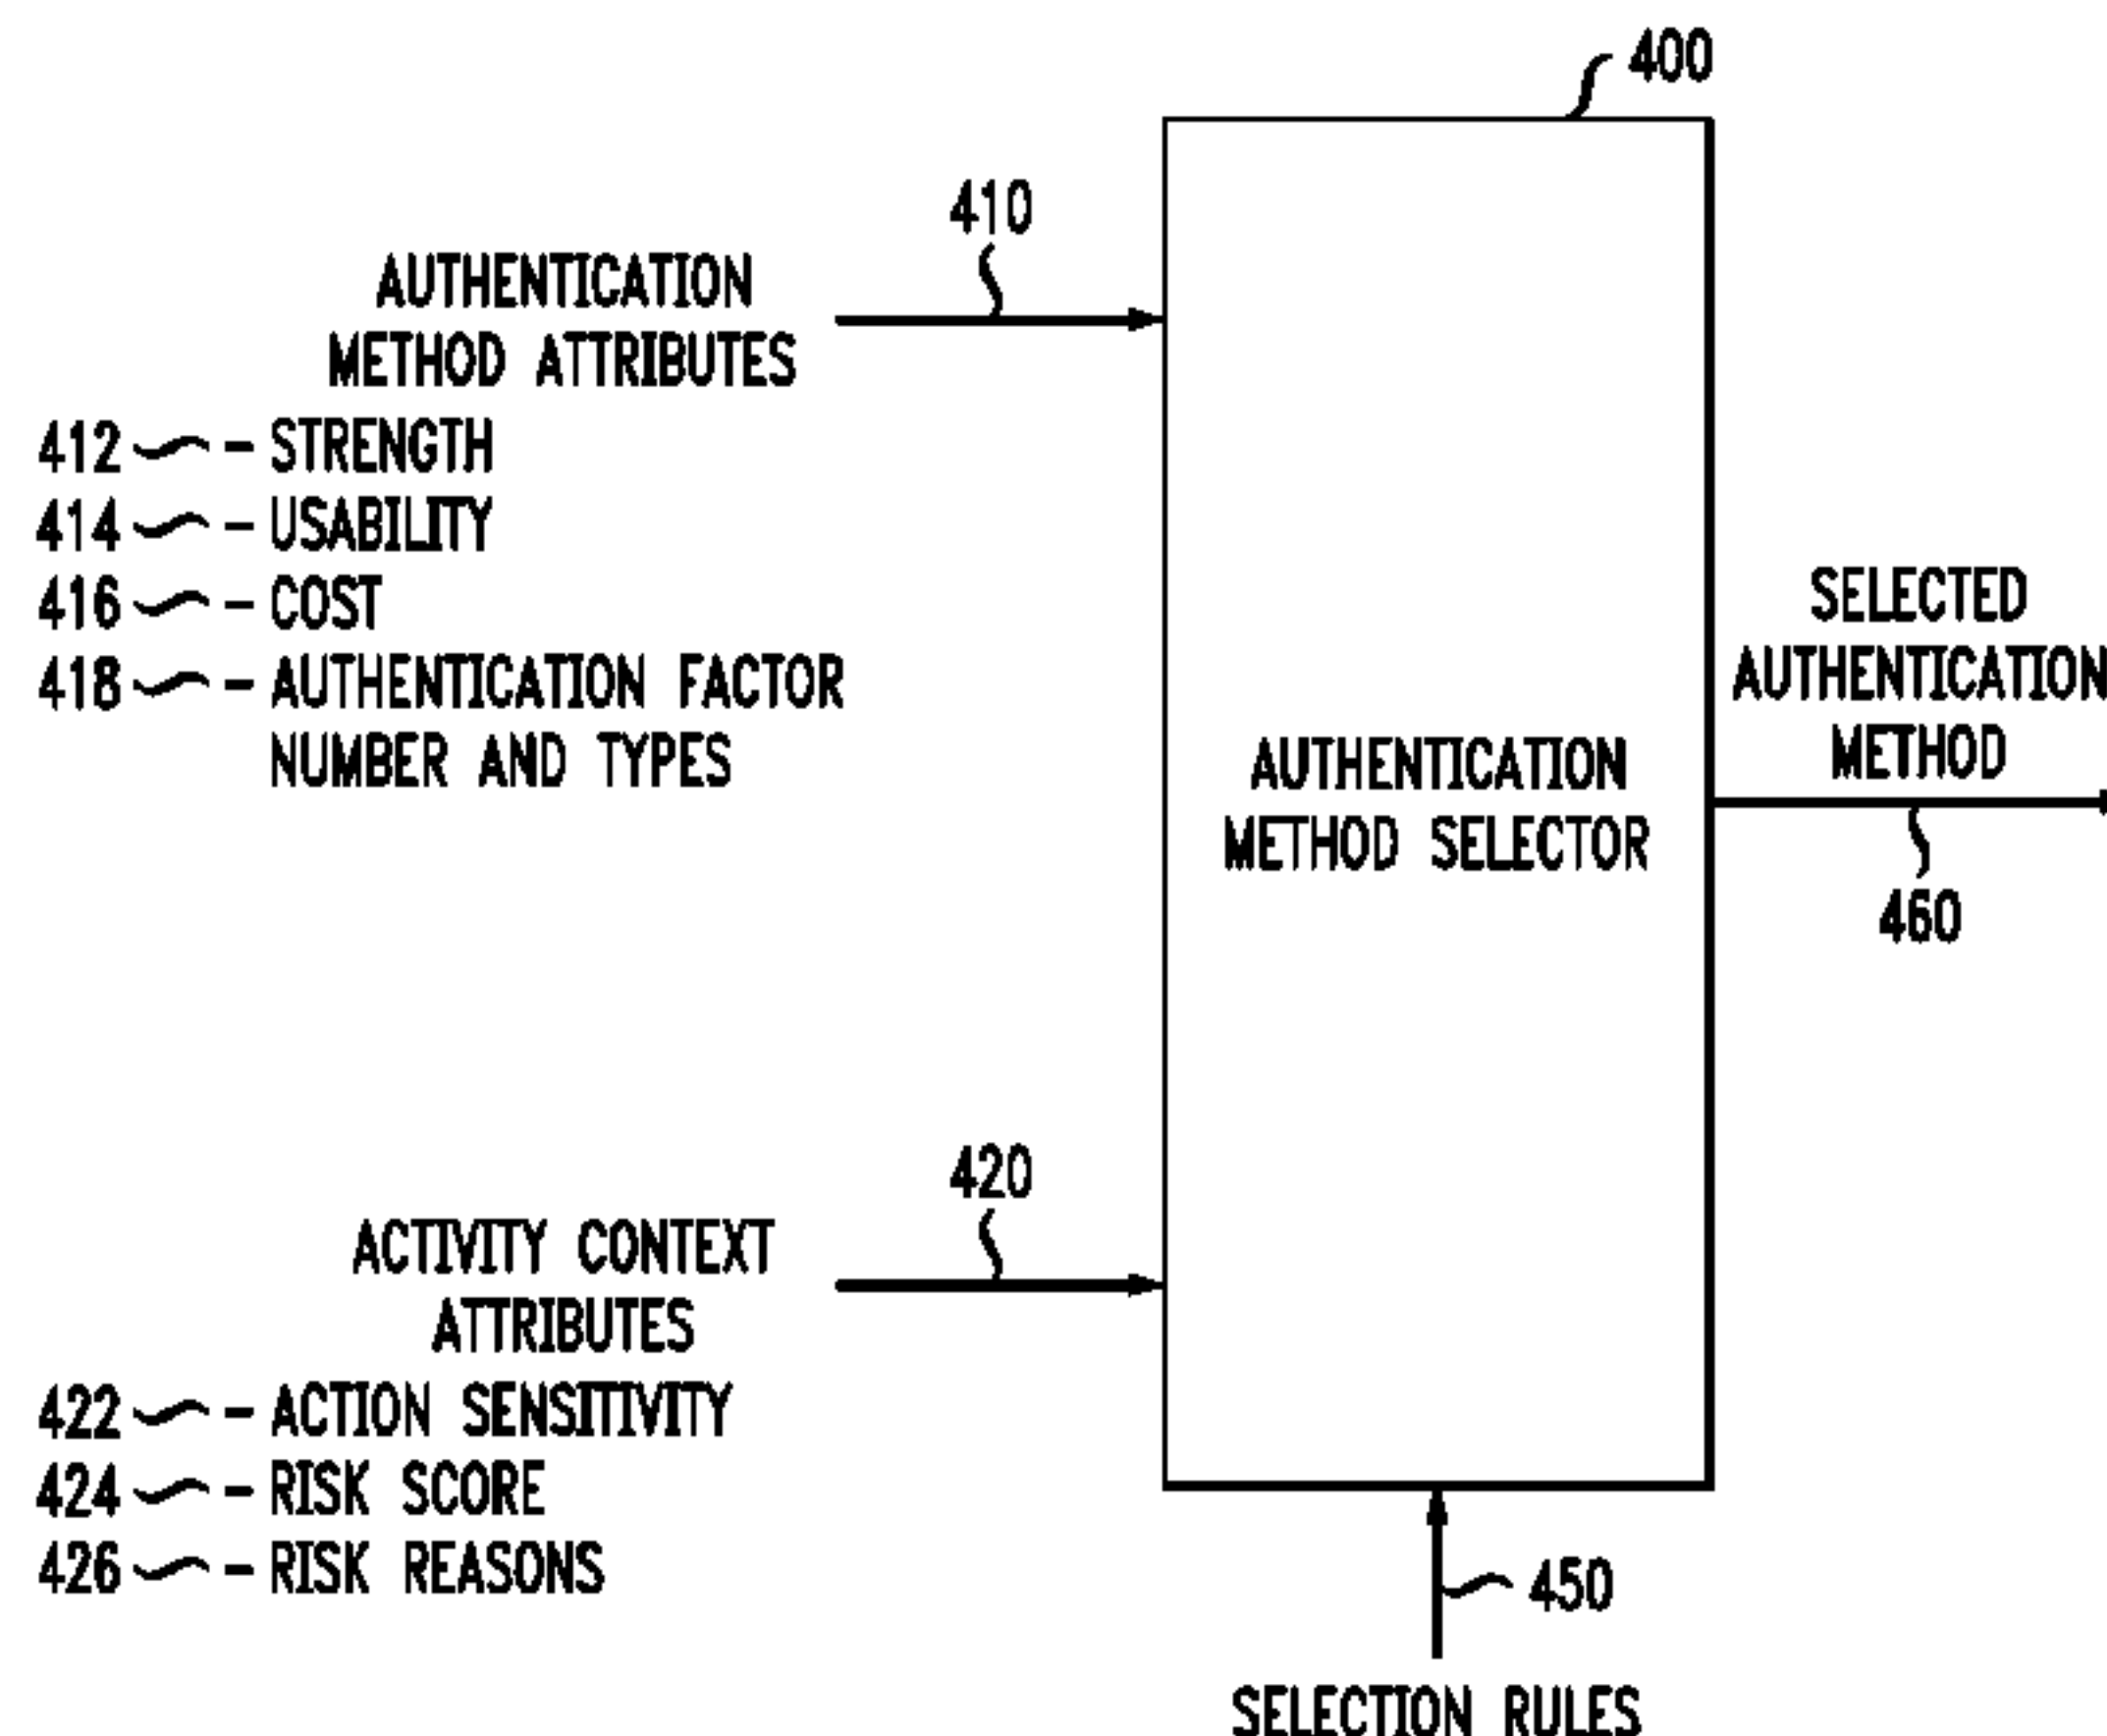 400
410
AUTHENTICATION
METHOD ATTRIBUTES
412 - STRENGTH
414 - USABILITY
416 - COST
418 - AUTHENTICATION FACTOR
NUMBER AND TYPES
AUTHENTICATION
METHOD SELECTOR
SELECTED
AUTHENTICATION
METHOD
460
420
ACTIVITY CONTEXT
ATTRIBUTES
422 - ACTION SENSITIVITY
424 - RISK SCORE
426 - RISK REASONS
450
SELECTION RULES